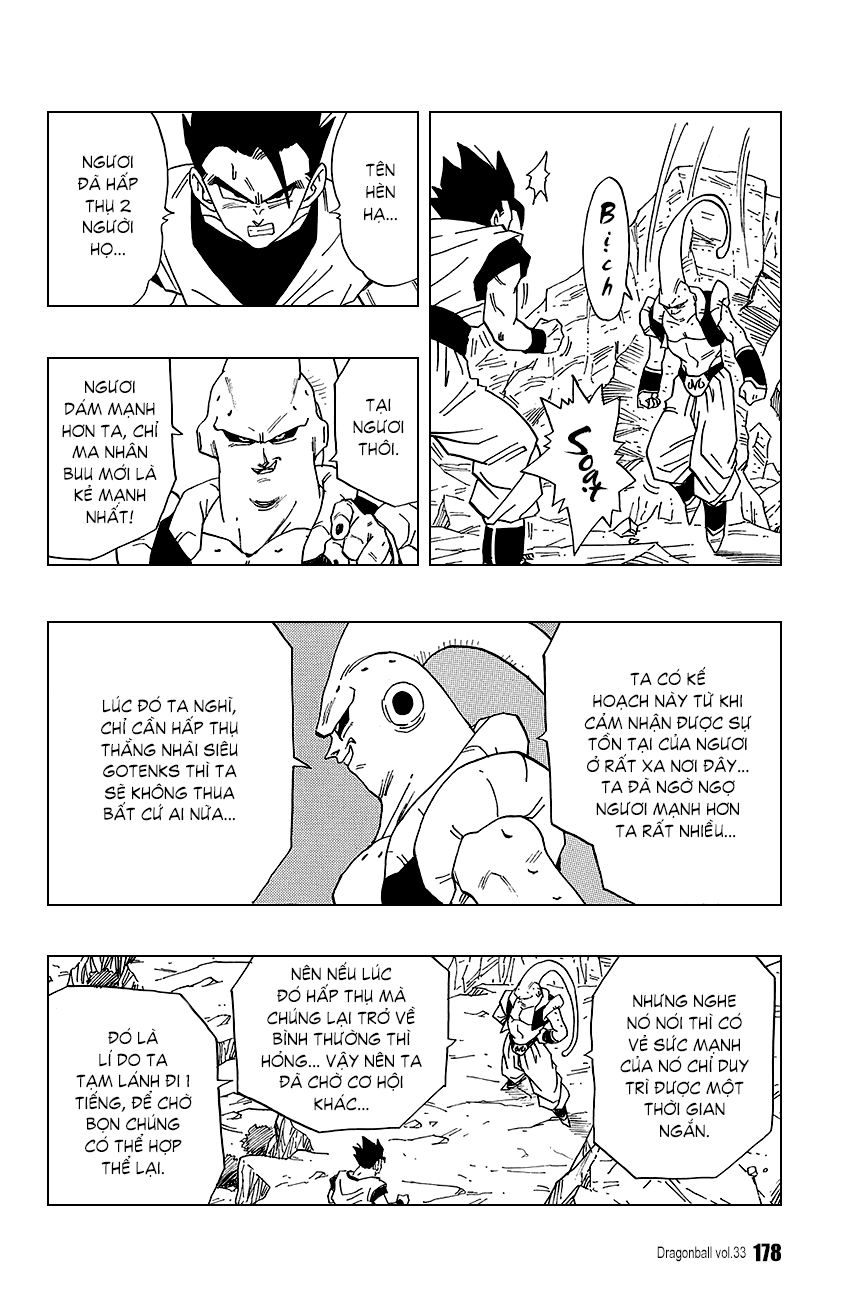 Bịch
Soạt
TÊN
HÈN
HẠ...
NGƯƠI
ĐÃ HẤP
THỤ 2
NGƯỜI
HỌ...
TẠI
NGƯƠI
THÔI.
NGƯƠI
DÁM MẠNH
HƠN TA, CHỈ
MA NHÂN
BUU MỚI LÀ
KẺ MẠNH
NHẤT!
TA CÓ KẾ
HOẠCH NÀY TỪ KHI
CẢM NHẬN ĐƯỢC SỰ
TỒN TẠI CỦA NGƯƠI
Ở RẤT XA NƠI ĐÂY...
TA ĐÃ NGỜ NGỢ
NGƯƠI MẠNH HƠN
TA RẤT NHIỀU...
LÚC ĐÓ TA NGHĨ,
CHỈ CẦN HẤP THỤ
THẰNG NHẢI SIÊU
GOTENKS THÌ TA
SẼ KHÔNG THUA
BẤT CỨ AI NỮA...
NHƯNG NGHE
NÓ NÓI THÌ CÓ
VẺ SỨC MẠNH
CỦA NÓ CHỈ DUY
TRÌ ĐƯỢC MỘT
THỜI GIAN
NGẮN.
NÊN NẾU LÚC
ĐÓ HẤP THỤ MÀ
CHÚNG LẠI TRỞ VỀ
BÌNH THƯỜNG THÌ
HỎNG... VẬY NÊN TA
ĐÃ CHỜ CƠ HỘI
KHÁC...
ĐÓ LÀ
LÍ DO TA
TẠM LÁNH ĐI 1
TIẾNG, ĐỂ CHỜ
BỌN CHÚNG
CÓ THỂ HỢP
THỂ LẠI.
Dragonball vol.33 178